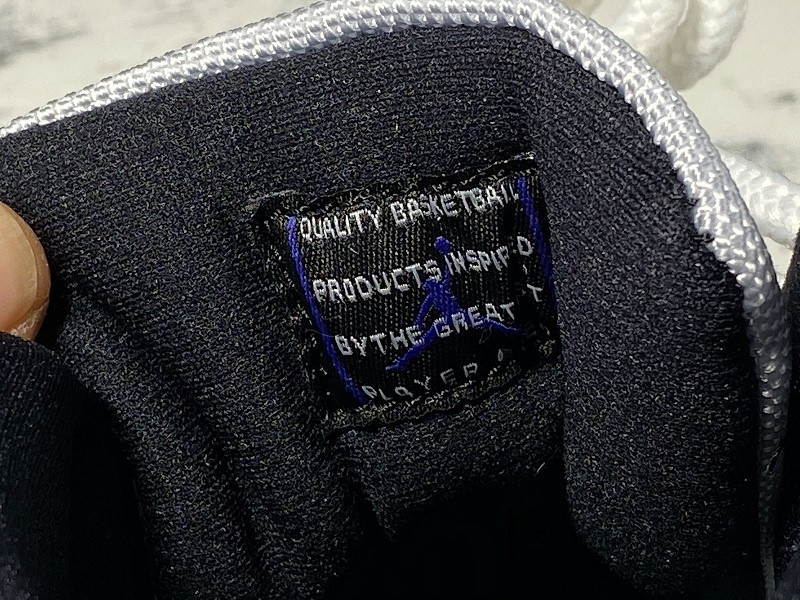 QUALITY BASKETBALL
PRODUCTS INSPIRED
BY THE GREAT
PLAYER